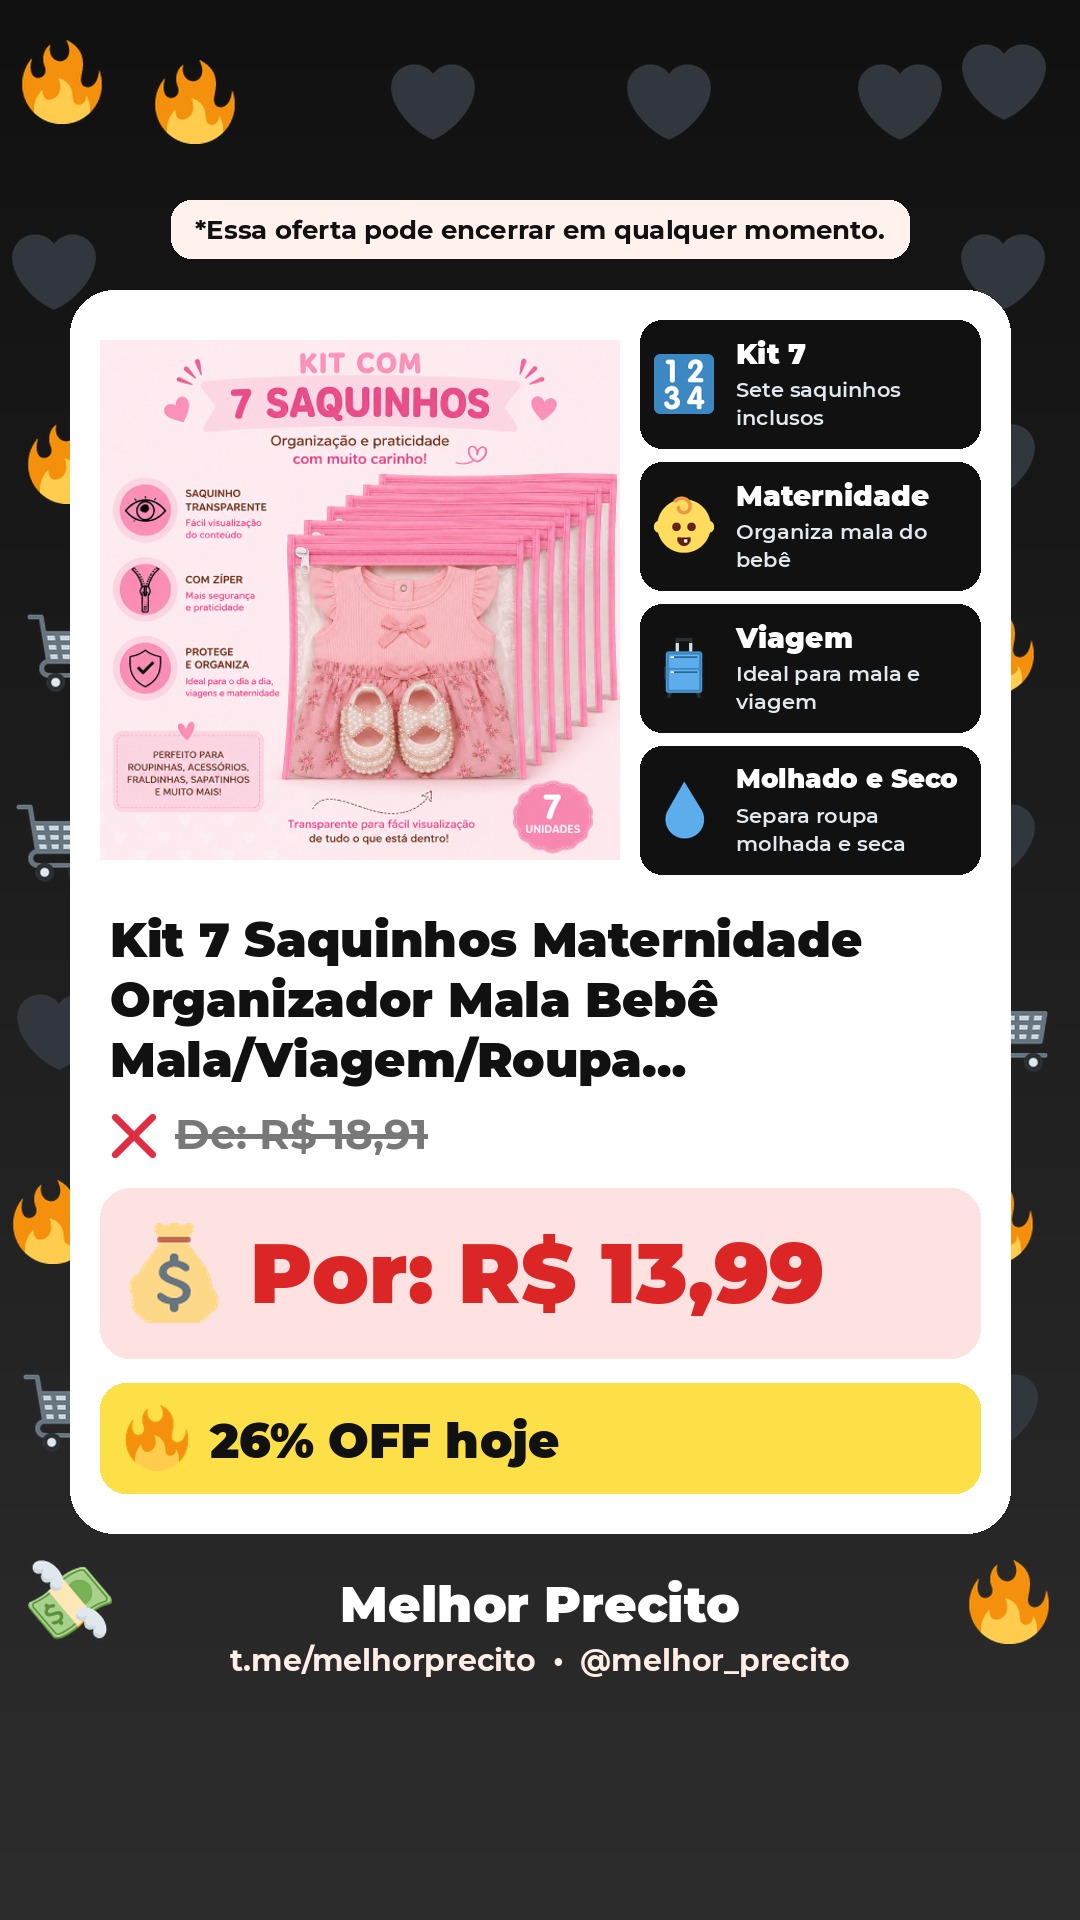 *Essa oferta pode encerrar em qualquer momento.
KIT COM
7 SAQUINHOS
Organização e praticidade
com muito carinho!
SAQUINHO
TRANSPARENTE
Fácil visualização
do conteúdo
COM ZÍPER
Mais segurança
e praticidade
PROTEGE
E ORGANIZA
Ideal para o dia a dia,
viagens e maternidade
PERFEITO PARA
ROUPINHAS, ACESSÓRIOS,
FRALDINHAS, SAPATINHOS
E MUITO MAIS!
Transparente para fácil visualização
de tudo o que está dentro!
7
UNIDADES
1 2
3 4
Kit 7
Sete saquinhos
inclusos
Maternidade
Organiza mala do
bebê
Viagem
Ideal para mala e
viagem
Molhado e Seco
Separa roupa
molhada e seca
Kit 7 Saquinhos Maternidade
Organizador Mala Bebê
Mala/Viagem/Roupa...
De: R$ 18,91
$ Por: R$ 13,99
26% OFF hoje
Melhor Precito
t.me/melhorprecito • @melhor_precito